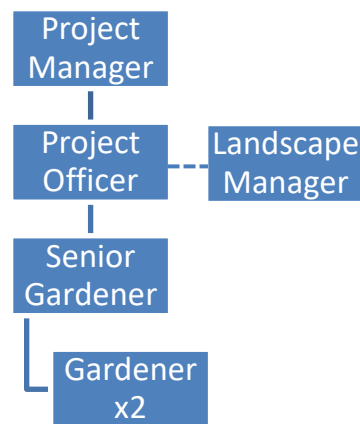 Project
Manager
Project
Officer
Landscape
Manager
Senior
Gardener
Gardener
x2